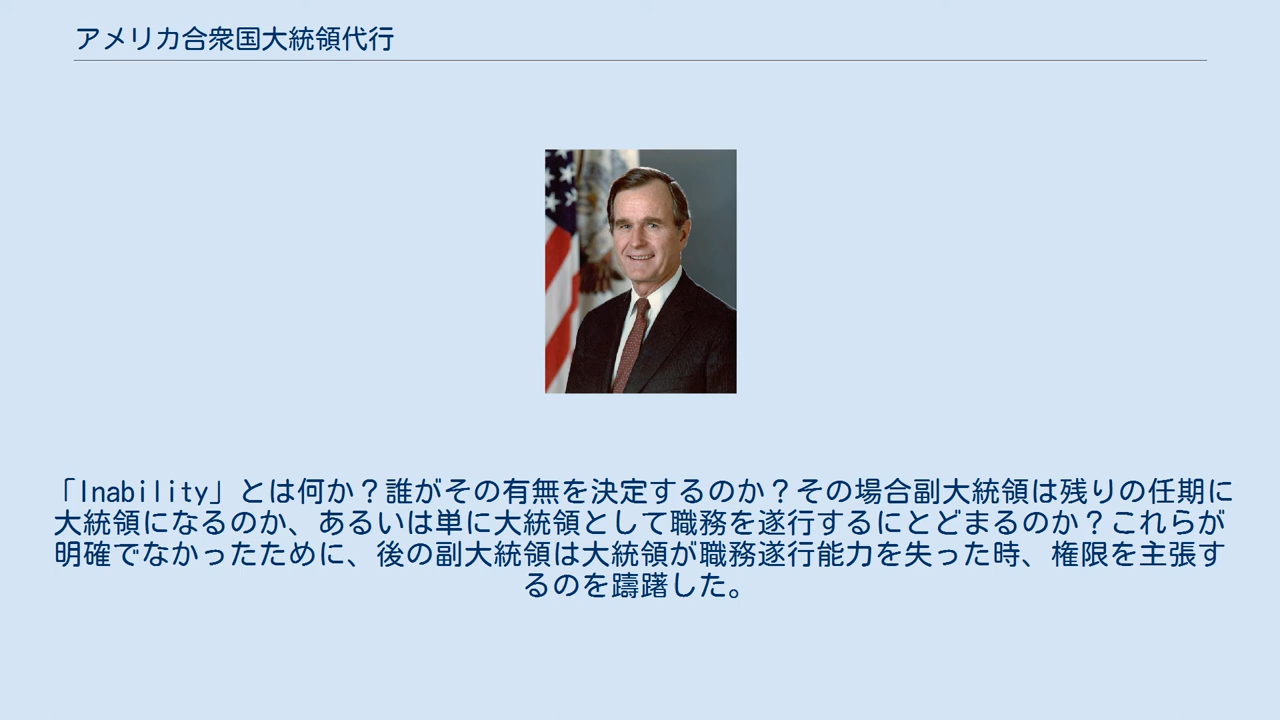 アメリカ合衆国大統領代行
「Inability」とは何か？誰がその有無を決定するのか？その場合副大統領は残りの任期に
大統領になるのか、あるいは単に大統領として職務を遂行するにとどまるのか？これらが
明確でなかったために、後の副大統領は大統領が職務遂行能力を失った時、権限を主張す
るのを躊躇した。